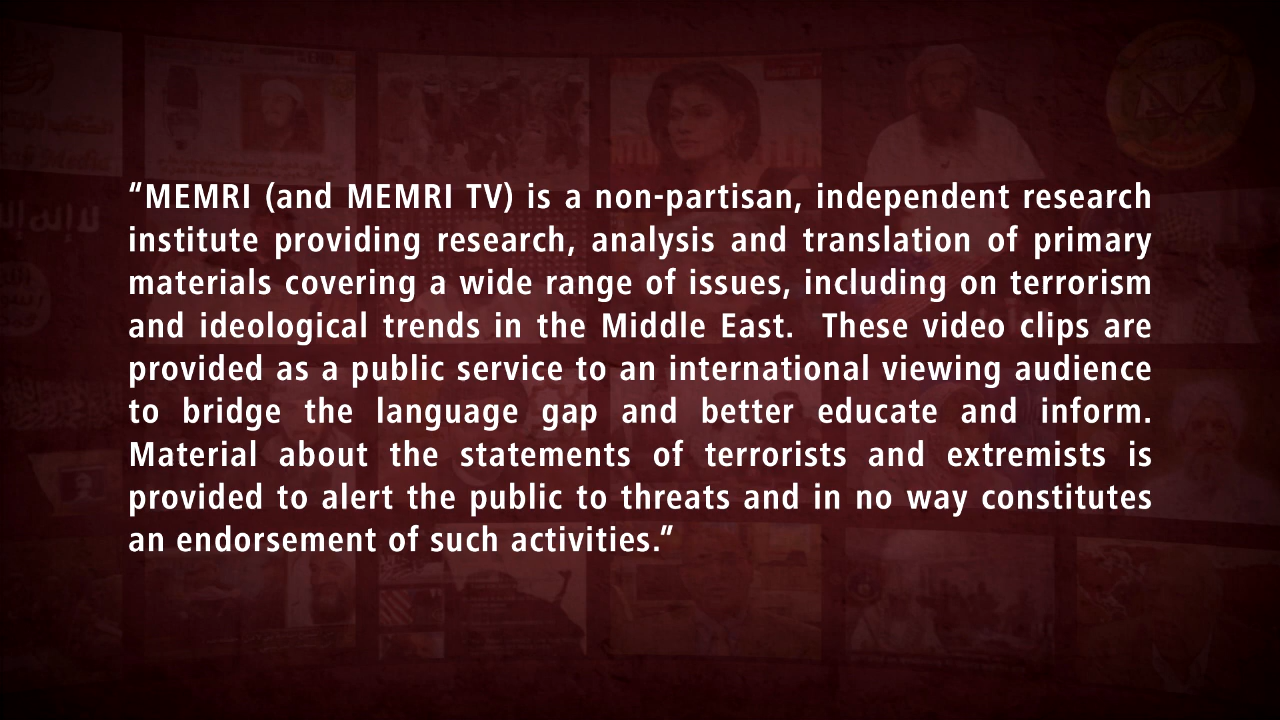 “MEMRI (and MEMRI TV) is a non-partisan, independent research
institute providing research, analysis and translation of primary
materials covering a wide range of issues, including on terrorism
and ideological trends in the Middle East.  These video clips are
provided as a public service to an international viewing audience
to bridge the language gap and better educate and inform.
Material about the statements of terrorists and extremists is
provided to alert the public to threats and in no way constitutes
an endorsement of such activities.”